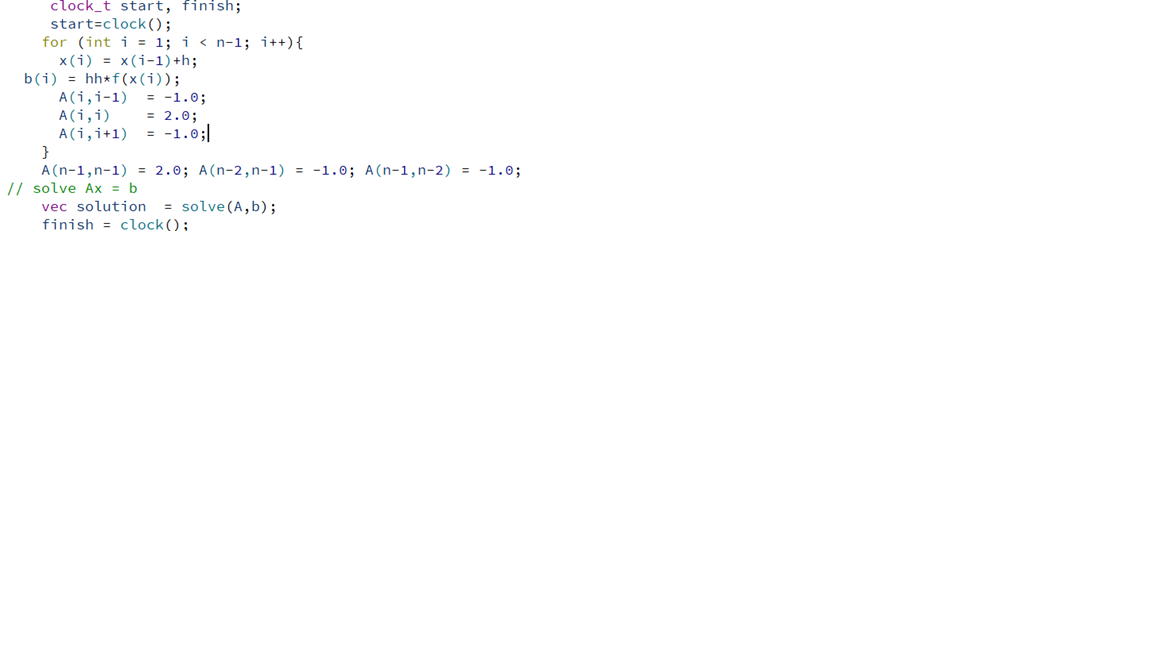 clock_t start, finish;
start=clock();
for (int i = 1; i < n-1; i++){
x(i) = x(i-1)+h;
b(i) = hh*f(x(i));
A(i,i-1)  = -1.0;
A(i,i)    = 2.0;
A(i,i+1)  = -1.0;
}
A(n-1,n-1) = 2.0; A(n-2,n-1) = -1.0; A(n-1,n-2) = -1.0;
// solve Ax = b
vec solution  = solve(A,b);
finish = clock();